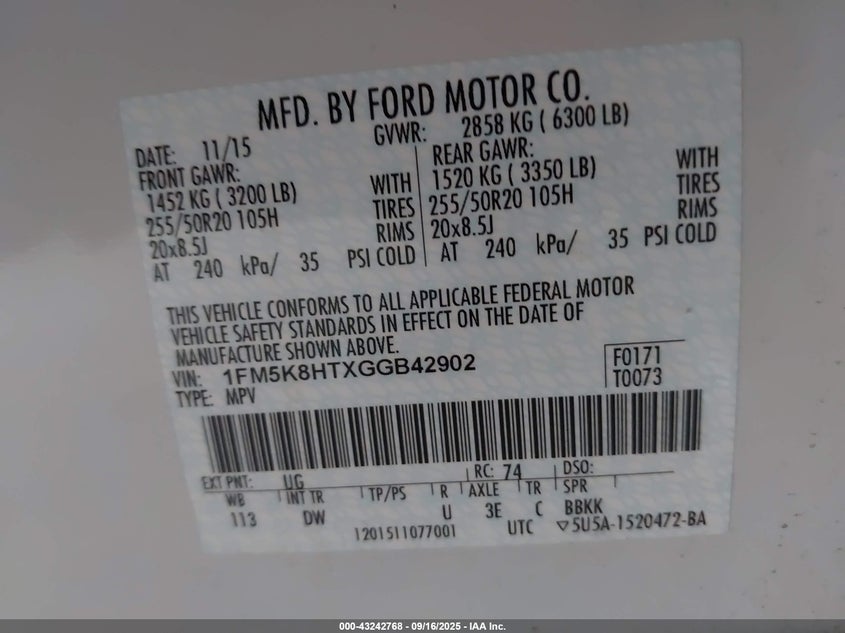 MFD. BY FORD MOTOR CO.
DATE: 11/15 GVWR: 2858 KG ( 6300 LB)
FRONT GAWR: REAR GAWR:
1452 KG ( 3200 LB) WITH 1520 KG ( 3350 LB) WITH
255/50R20 105H TIRES 255/50R20 105H TIRES
20x8.5J RIMS 20x8.5J RIMS
AT 240 kPa/ 35 PSI COLD AT 240 kPa/ 35 PSI COLD
THIS VEHICLE CONFORMS TO ALL APPLICABLE FEDERAL MOTOR
VEHICLE SAFETY STANDARDS IN EFFECT ON THE DATE OF
MANUFACTURE SHOWN ABOVE.
VIN: 1FM5K8HTXGGB42902 F0171
TYPE: MPV T0073
EXT PNT: UG RC: 74 DSO:
WB INT TR TP/PS R AXLE TR SPR
113 DW U 3E C BBKK
1201511077001 UTC ▽5U5A-1520472-BA
000-43242768 - 09/16/2025 - IAA Inc.